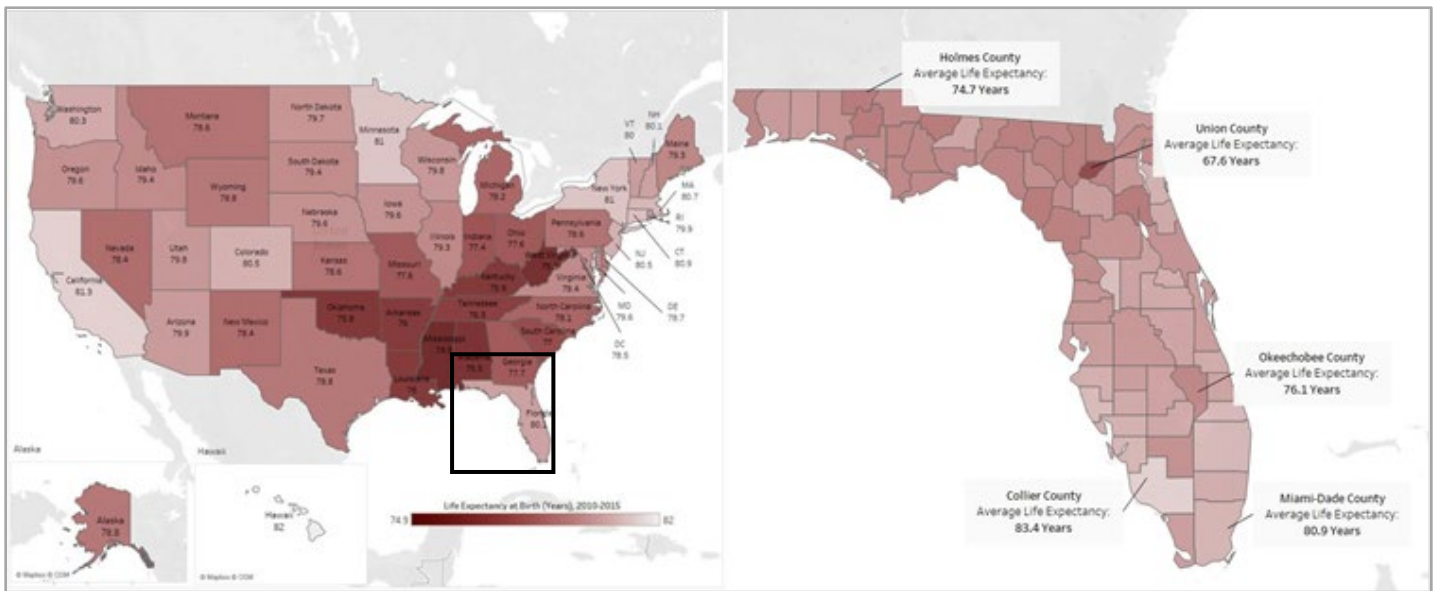 Washington
80.3
Montana
78.6
North Dakota
79.7
Minnesota
81
VT
80
NH
80.1
Maine
79.3
Oregon
79.6
Idaho
79.4
Wyoming
78.8
South Dakota
79.4
Wisconsin
79.8
Michigan
78.2
New York
81
MA
80.7
RI
79.9
CT
80.9
NJ
80.5
DE
78.7
MD
79.6
DC
78.5
Nevada
78.4
Utah
79.8
Colorado
80.5
Nebraska
79.6
Iowa
79.6
Illinois
79.3
Indiana
77.4
Ohio
77.6
Pennsylvania
78.6
California
81.3
Kansas
78.6
Missouri
77.6
Kentucky
West Virginia
Virginia
79.4
Arizona
79.9
New Mexico
78.4
Oklahoma
Arkansas
76
Tennessee
76.3
North Carolina
78.1
South Carolina
77
Texas
78.8
Louisiana
Mississippi
Georgia
77.7
Alaska
Alaska
78.8
Hawaii
Hawaii
82
Life Expectancy at Birth (Years), 2010-2015
74.9
82
© Mapbox © OSM
© Mapbox © OSM
Holmes County
Average Life Expectancy:
74.7 Years
Union County
Average Life Expectancy:
67.6 Years
Okeechobee County
Average Life Expectancy:
76.1 Years
Collier County
Average Life Expectancy:
83.4 Years
Miami-Dade County
Average Life Expectancy:
80.9 Years